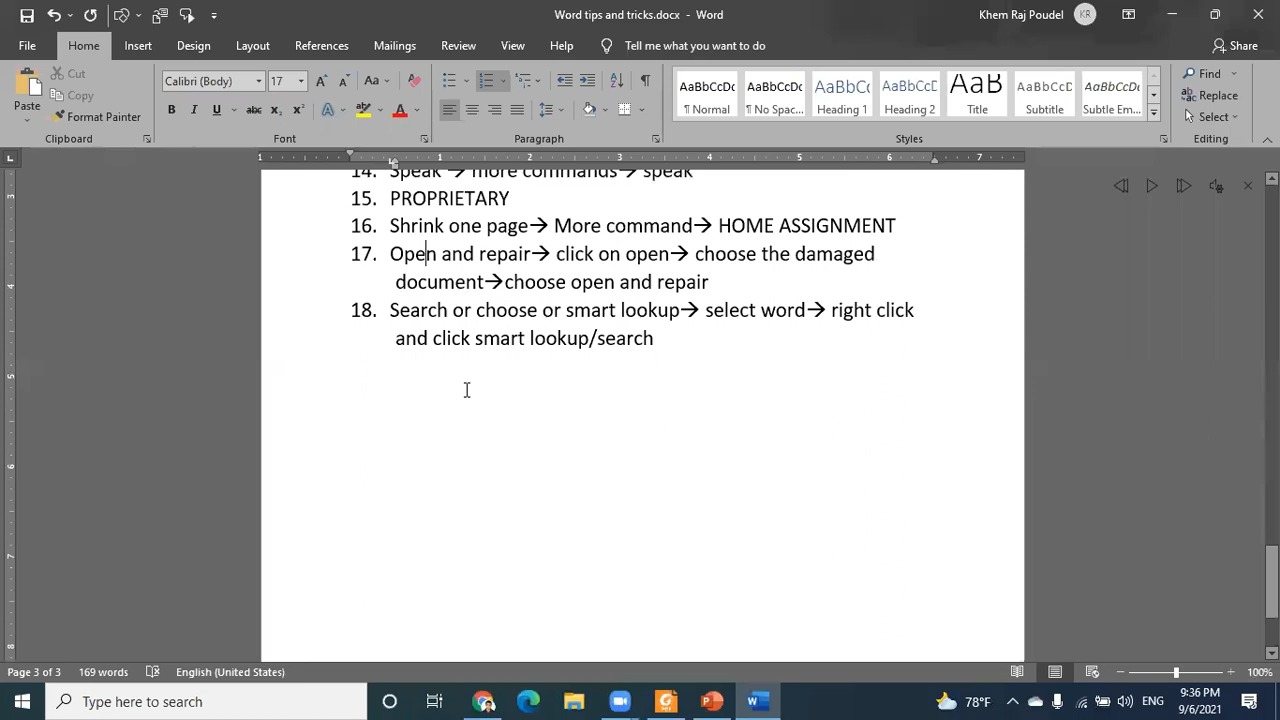 Word tips and tricks.docx - Word
Khem Raj Poudel
KR
File
Home
Insert
Design
Layout
References
Mailings
Review
View
Help
Tell me what you want to do
Share
Paste
Cut
Copy
Format Painter
Clipboard
Calibri (Body)
17
Font
Paragraph
AaBbCcDc
¶ Normal
AaBbCcDc
¶ No Spac...
AaBbCc
Heading 1
AaBbCcD
Heading 2
AaB
Title
AaBbCcD
Subtitle
AaBbCcDc
Subtle Em...
Styles
Find
Replace
Select
Editing
14. Speak → more commands→ speak
15. PROPRIETARY
16. Shrink one page→ More command→ HOME ASSIGNMENT
17. Open and repair→ click on open→ choose the damaged
document→choose open and repair
18. Search or choose or smart lookup→ select word→ right click
and click smart lookup/search
Page 3 of 3
169 words
English (United States)
100%
Type here to search
78°F
ENG
9:36 PM
9/6/2021